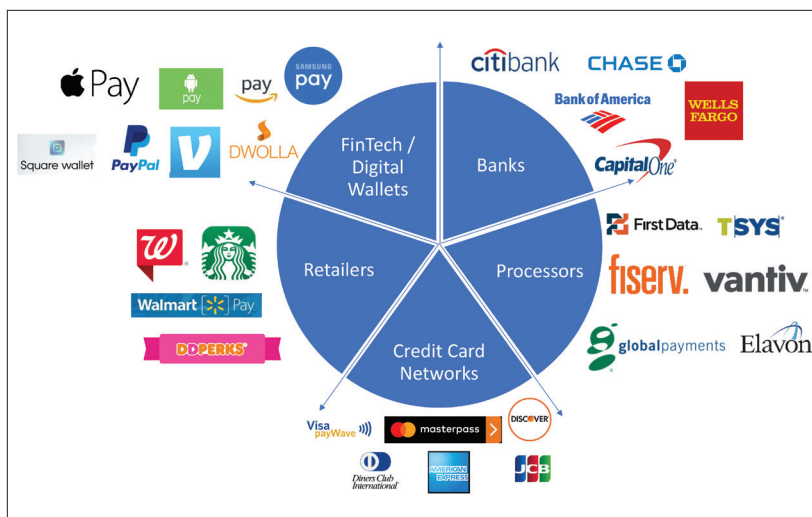 Pay
pay
pay
SAMSUNG
pay
Square wallet
PayPal
V
DWOLLA
FinTech /
Digital
Wallets
citibank
CHASE
Bank of America
WELLS
FARGO
Capital One®
Banks
First Data™
TSYS®
fiserv.
vantiv™
globalpayments
Elavon
Processors
W®
Walmart Pay
DDPERKS®
Retailers
Credit Card
Networks
Visa
payWave
masterpass
DISCOVER
Diners Club
International®
AMERICAN
EXPRESS
JCB